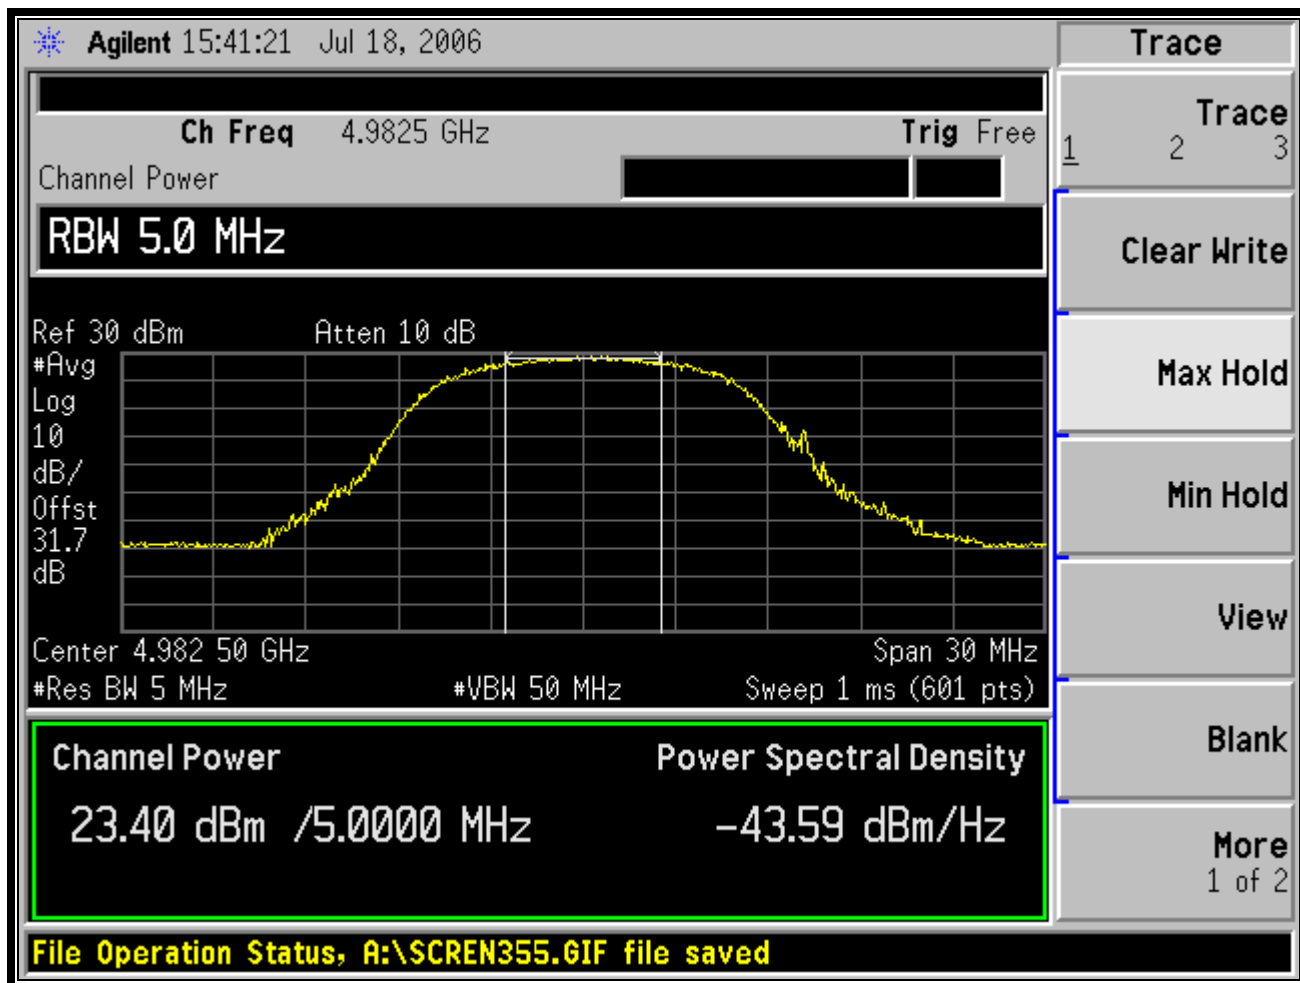 Agilent 15:41:21 Jul 18, 2006
Trace
Ch Freq 4.9825 GHz
Trig Free
Channel Power
RBW 5.0 MHz
Ref 30 dBm
Atten 10 dB
#Avg
Log
10
dB/
Offst
31.7
dB
Center 4.982 50 GHz
Span 30 MHz
#Res BW 5 MHz
#VBW 50 MHz
Sweep 1 ms (601 pts)
Channel Power
Power Spectral Density
23.40 dBm /5.0000 MHz
-43.59 dBm/Hz
File Operation Status, A:\SCREN355.GIF file saved
Trace
1 2 3
Clear Write
Max Hold
Min Hold
View
Blank
More
1 of 2